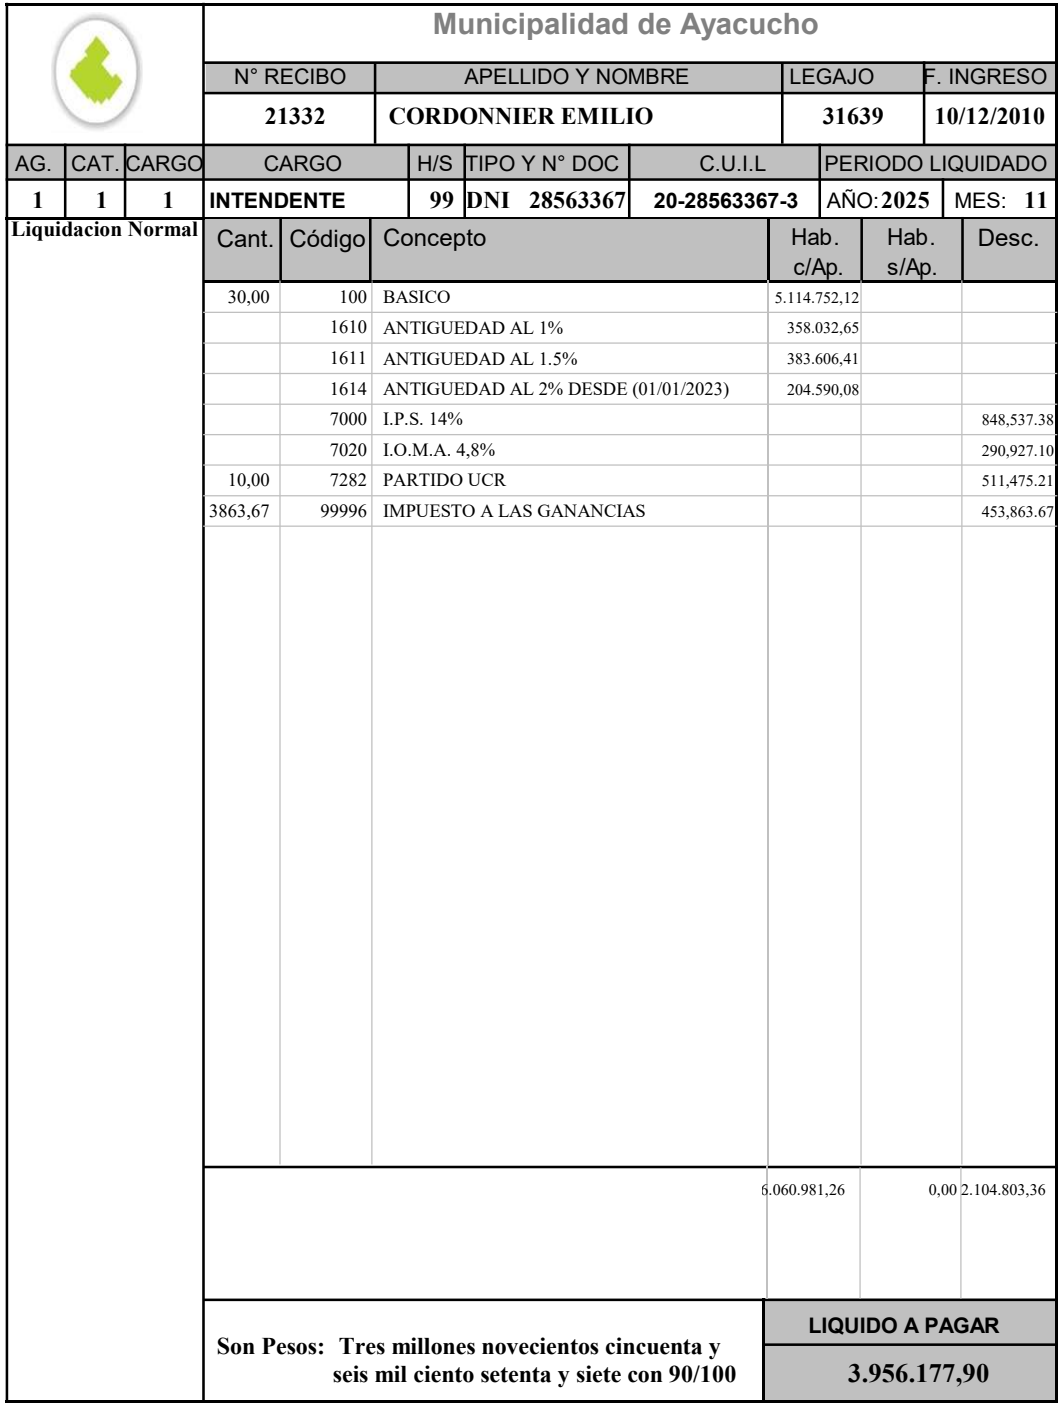 Municipalidad de Ayacucho
N° RECIBO APELLIDO Y NOMBRE LEGAJO F. INGRESO
21332 CORDONNIER EMILIO 31639 10/12/2010
AG. CAT. CARGO CARGO H/S TIPO Y N° DOC C.U.I.L PERIODO LIQUIDADO
1 1 1 INTENDENTE 99 DNI 28563367 20-28563367-3 AÑO: 2025 MES: 11
Liquidacion Normal
Cant. Código Concepto Hab. c/Ap. Hab. s/Ap. Desc.
30,00 100 BASICO 5.114.752,12
1610 ANTIGUEDAD AL 1% 358.032,65
1611 ANTIGUEDAD AL 1.5% 383.606,41
1614 ANTIGUEDAD AL 2% DESDE (01/01/2023) 204.590,08
7000 I.P.S. 14% 848,537.38
7020 I.O.M.A. 4,8% 290,927.10
10,00 7282 PARTIDO UCR 511,475.21
3863,67 99996 IMPUESTO A LAS GANANCIAS 453,863.67
6.060.981,26 0,00 2.104.803,36
LIQUIDO A PAGAR
Son Pesos: Tres millones novecientos cincuenta y
seis mil ciento setenta y siete con 90/100
3.956.177,90